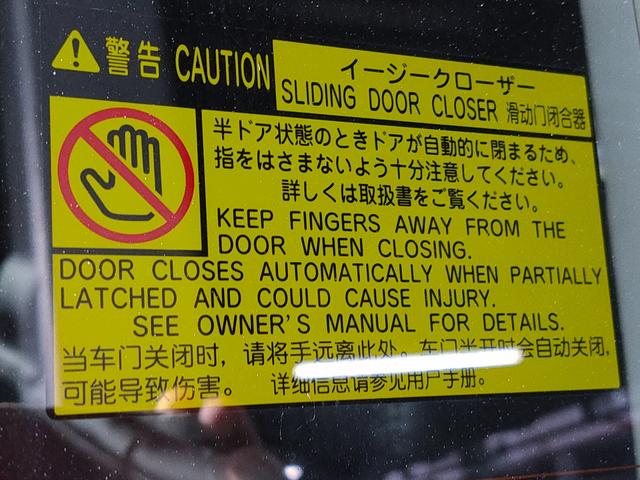 警告 CAUTION
イージークローザー
SLIDING DOOR CLOSER 滑动门闭合器
半ドア状態のときドアが自動的に閉まるため、
指をはさまないよう十分注意してください。
詳しくは取扱書をご覧ください。
KEEP FINGERS AWAY FROM THE
DOOR WHEN CLOSING.
DOOR CLOSES AUTOMATICALLY WHEN PARTIALLY
LATCHED AND COULD CAUSE INJURY.
SEE OWNER'S MANUAL FOR DETAILS.
当车门关闭时，请将手远离此处。车门半开时会自动关闭，
可能导致伤害。 详细信息请参见用户手册。